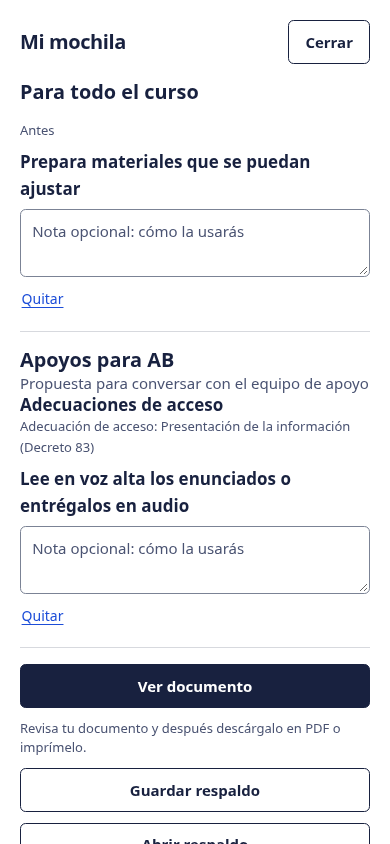 Mi mochila
Cerrar
Para todo el curso
Antes
Prepara materiales que se puedan
ajustar
Nota opcional: cómo la usarás
Quitar
Apoyos para AB
Propuesta para conversar con el equipo de apoyo
Adecuaciones de acceso
Adecuación de acceso: Presentación de la información
(Decreto 83)
Lee en voz alta los enunciados o
entrégalos en audio
Nota opcional: cómo la usarás
Quitar
Ver documento
Revisa tu documento y después descárgalo en PDF o
imprímelo.
Guardar respaldo
Abrir respaldo